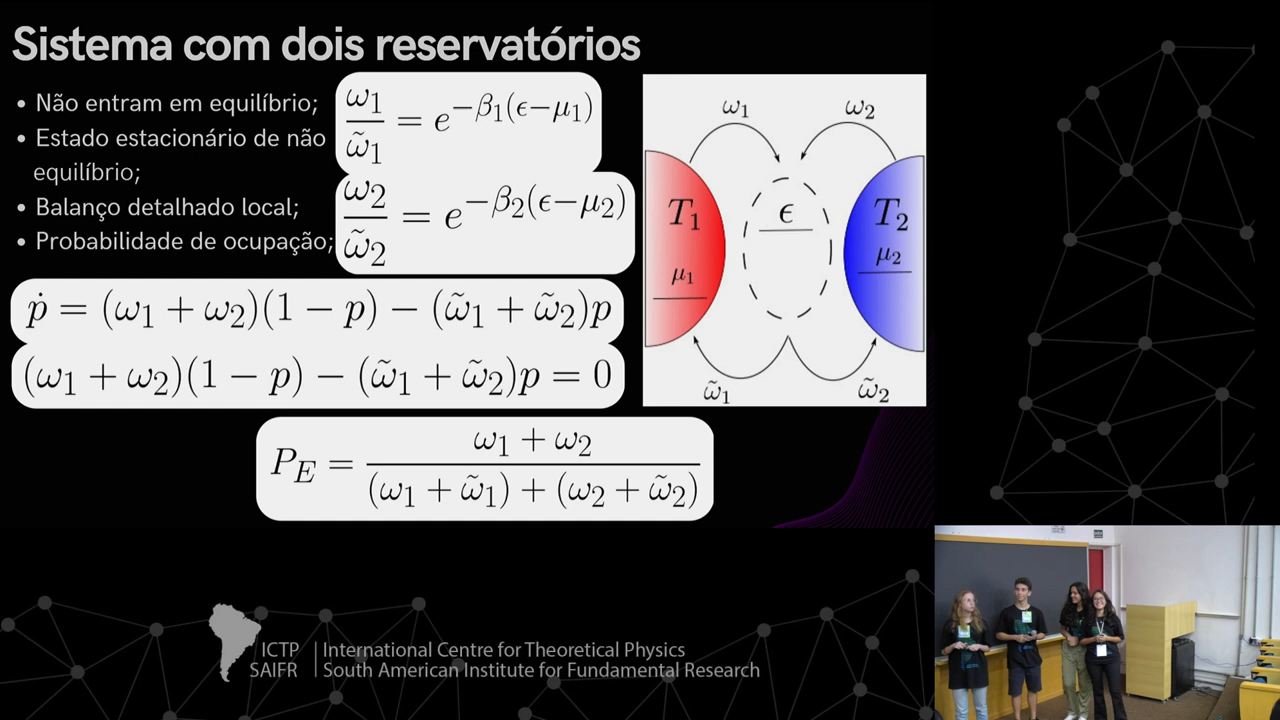 Sistema com dois reservatórios
• Não entram em equilíbrio;
• Estado estacionário de não
equilíbrio;
• Balanço detalhado local;
• Probabilidade de ocupação;
ω₁/ω̃₁ = e^{−β₁(ϵ−μ₁)}
ω₂/ω̃₂ = e^{−β₂(ϵ−μ₂)}
ṗ = (ω₁ + ω₂)(1 − p) − (ω̃₁ + ω̃₂)p
(ω₁ + ω₂)(1 − p) − (ω̃₁ + ω̃₂)p = 0
P_E = (ω₁ + ω₂)/((ω₁ + ω̃₁) + (ω₂ + ω̃₂))
ω₁ ω₂
T₁ ϵ T₂
μ₁ μ₂
ω̃₁ ω̃₂
ICTP International Centre for Theoretical Physics
SAIFR South American Institute for Fundamental Research